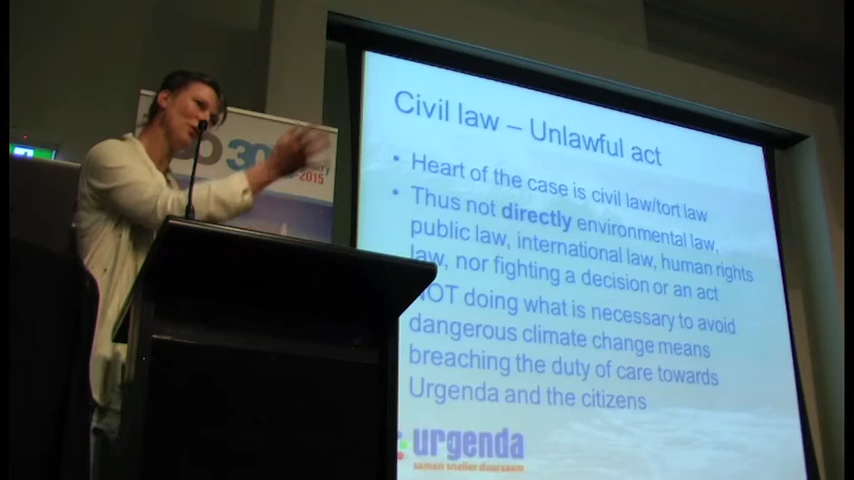 Civil law – Unlawful act
• Heart of the case is civil law/tort law
• Thus not directly environmental law,
public law, international law, human rights
law, nor fighting a decision or an act
NOT doing what is necessary to avoid
dangerous climate change means
breaching the duty of care towards
Urgenda and the citizens
urgenda
samen sneller duurzaam
30
2015